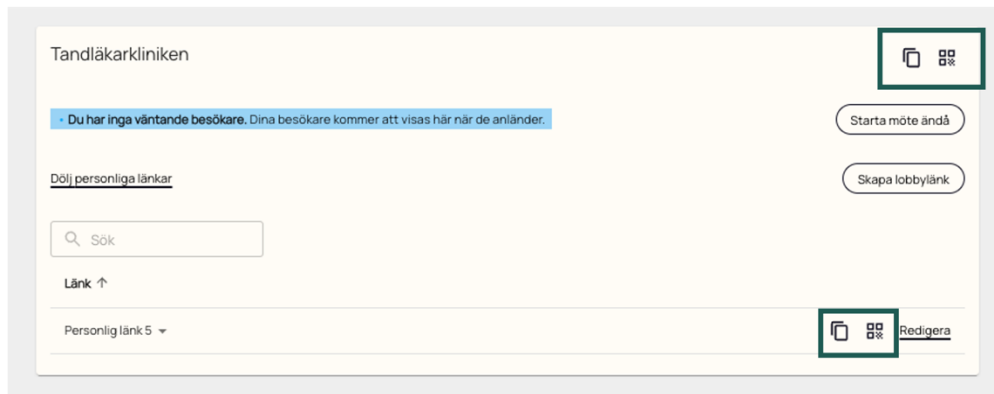 Tandläkarkliniken
• Du har inga väntande besökare. Dina besökare kommer att visas här när de anländer.
Starta möte ändå
Dölj personliga länkar
Skapa lobbylänk
Sök
Länk ↑
Personlig länk 5
Redigera